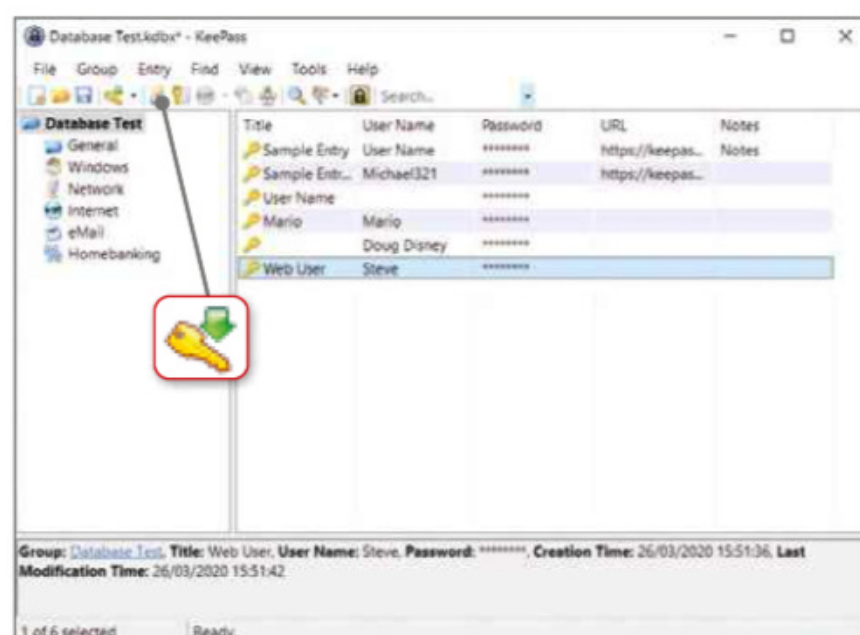 Database Test.kdbx* - KeePass
File Group Entry Find View Tools Help
Search...
Database Test
General
Windows
Network
Internet
eMail
Homebanking
Title User Name Password URL Notes
Sample Entry User Name ******** https://keepas... Notes
Sample Entr... Michael321 ******** https://keepas...
User Name ********
Mario Mario ********
Doug Disney ********
Web User Steve ********
Group: Database Test, Title: Web User, User Name: Steve, Password: ********, Creation Time: 26/03/2020 15:51:36, Last
Modification Time: 26/03/2020 15:51:42
1 of 6 selected Ready.